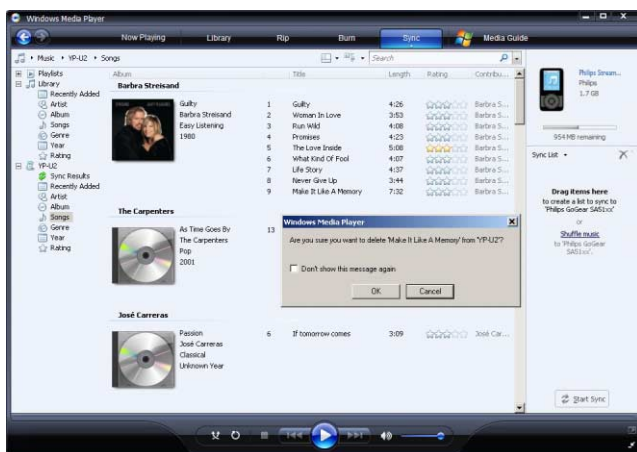 Windows Media Player
Now Playing Library Rip Burn Sync Media Guide
Music ▸ YP-U2 ▸ Songs
Search
Playlists
Library
Recently Added
Artist
Album
Songs
Genre
Year
Rating
YP-U2
Sync Results
Recently Added
Artist
Album
Songs
Genre
Year
Rating
Album Title Length Rating Contribu...
Barbra Streisand
Guilty
Barbra Streisand
Easy Listening
1980
1 Guilty 4:26 Barbra S...
2 Woman In Love 3:53 Barbra S...
3 Run Wild 4:08 Barbra S...
4 Promises 4:23 Barbra S...
5 The Love Inside 5:08 Barbra S...
6 What Kind Of Fool 4:07 Barbra S...
7 Life Story 4:37 Barbra S...
8 Never Give Up 3:44 Barbra S...
9 Make It Like A Memory 7:32 Barbra S...
The Carpenters
As Time Goes By
The Carpenters
Pop
2001
13
Windows Media Player
Are you sure you want to delete 'Make It Like A Memory' from 'YP-U2'?
Don't show this message again
OK Cancel
José Carreras
Passion
José Carreras
Classical
Unknown Year
6 If tomorrow comes 3:09 José Car...
Philips Stream...
Philips
1.7 GB
954 MB remaining
Sync List
Drag items here
to create a list to sync to
'Philips GoGear SA51xx'.
or
Shuffle music
to 'Philips GoGear
SA51xx'.
Start Sync